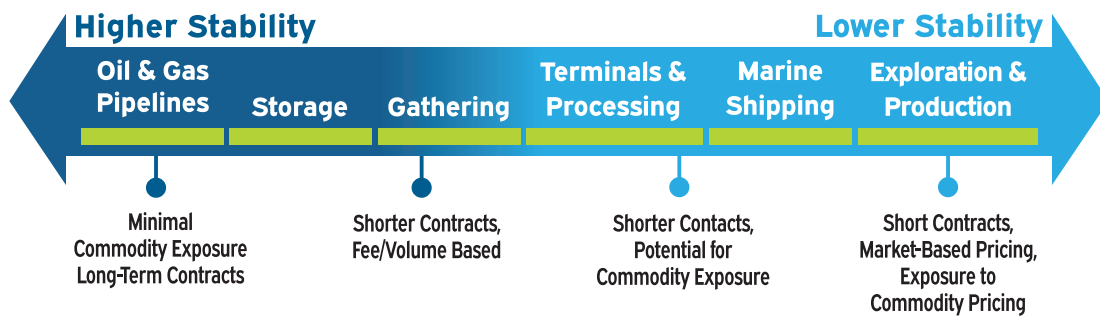 Higher Stability
Lower Stability
Oil & Gas
Pipelines
Storage
Gathering
Terminals &
Processing
Marine
Shipping
Exploration &
Production
Minimal
Commodity Exposure
Long-Term Contracts
Shorter Contracts,
Fee/Volume Based
Shorter Contacts,
Potential for
Commodity Exposure
Short Contracts,
Market-Based Pricing,
Exposure to
Commodity Pricing